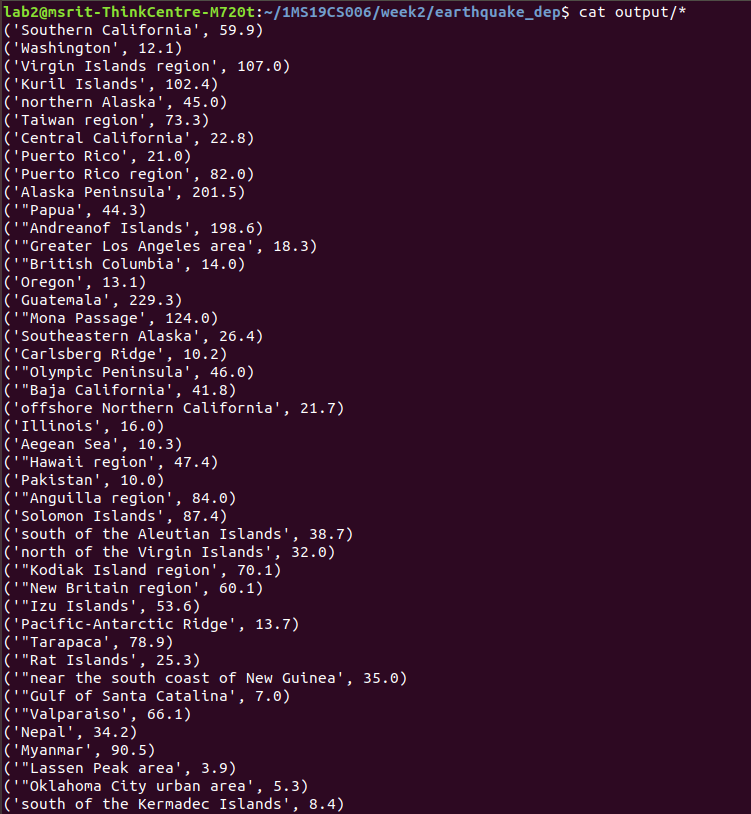 lab2@msrit-ThinkCentre-M720t:~/1MS19CS006/week2/earthquake_dep$ cat output/*
('Southern California', 59.9)
('Washington', 12.1)
('Virgin Islands region', 107.0)
('Kuril Islands', 102.4)
('northern Alaska', 45.0)
('Taiwan region', 73.3)
('Central California', 22.8)
('Puerto Rico', 21.0)
('Puerto Rico region', 82.0)
('Alaska Peninsula', 201.5)
('"Papua', 44.3)
('"Andreanof Islands', 198.6)
('"Greater Los Angeles area', 18.3)
('"British Columbia', 14.0)
('Oregon', 13.1)
('Guatemala', 229.3)
('"Mona Passage', 124.0)
('Southeastern Alaska', 26.4)
('Carlsberg Ridge', 10.2)
('"Olympic Peninsula', 46.0)
('"Baja California', 41.8)
('offshore Northern California', 21.7)
('Illinois', 16.0)
('Aegean Sea', 10.3)
('"Hawaii region', 47.4)
('Pakistan', 10.0)
('"Anguilla region', 84.0)
('Solomon Islands', 87.4)
('south of the Aleutian Islands', 38.7)
('north of the Virgin Islands', 32.0)
('"Kodiak Island region', 70.1)
('"New Britain region', 60.1)
('"Izu Islands', 53.6)
('Pacific-Antarctic Ridge', 13.7)
('"Tarapaca', 78.9)
('"Rat Islands', 25.3)
('"near the south coast of New Guinea', 35.0)
('"Gulf of Santa Catalina', 7.0)
('"Valparaiso', 66.1)
('Nepal', 34.2)
('Myanmar', 90.5)
('"Lassen Peak area', 3.9)
('"Oklahoma City urban area', 5.3)
('south of the Kermadec Islands', 8.4)